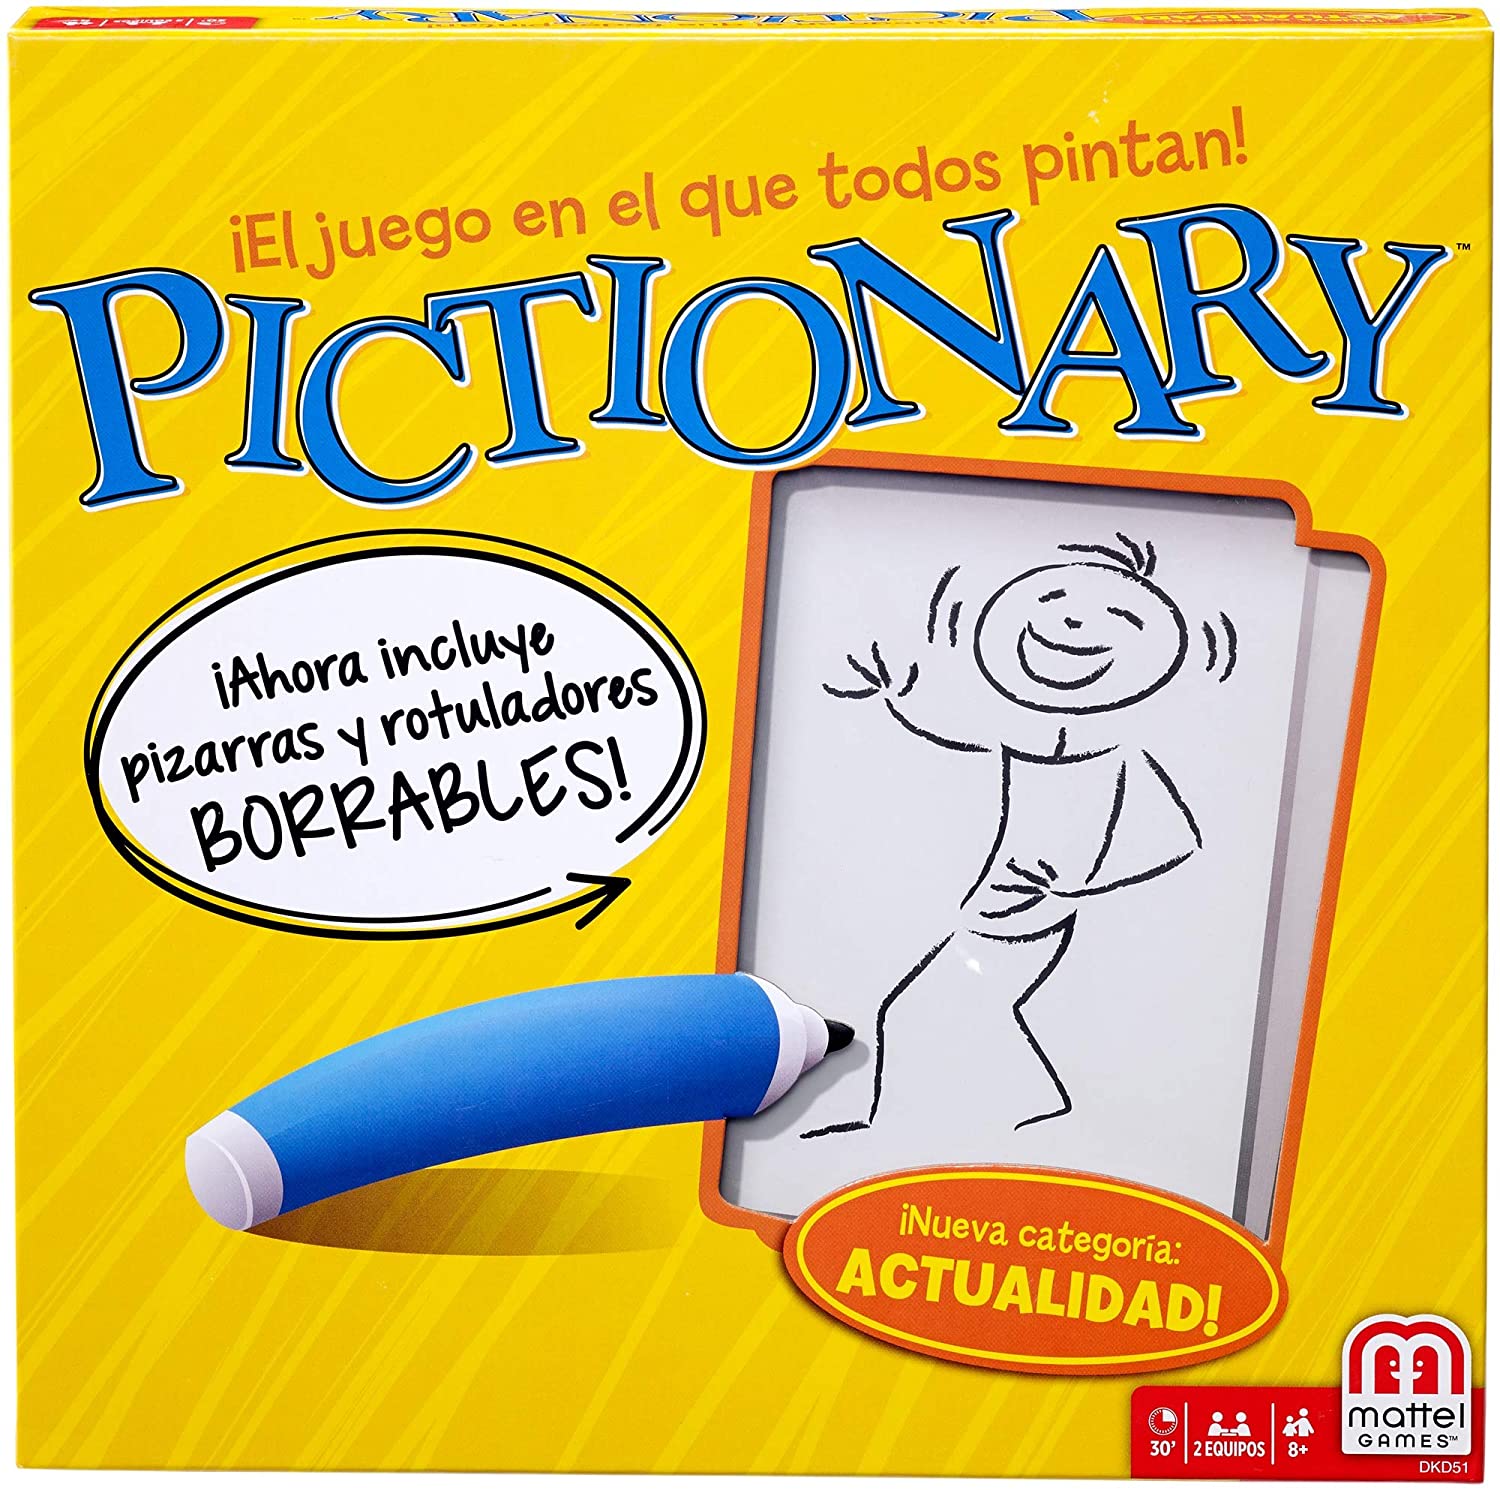 ¡El juego en el que todos pintan!
PICTIONARY™
¡Ahora incluye
pizarras y rotuladores
BORRABLES!
¡Nueva categoría:
ACTUALIDAD!
30' 2 EQUIPOS 8+
mattel
GAMES™
DKD51